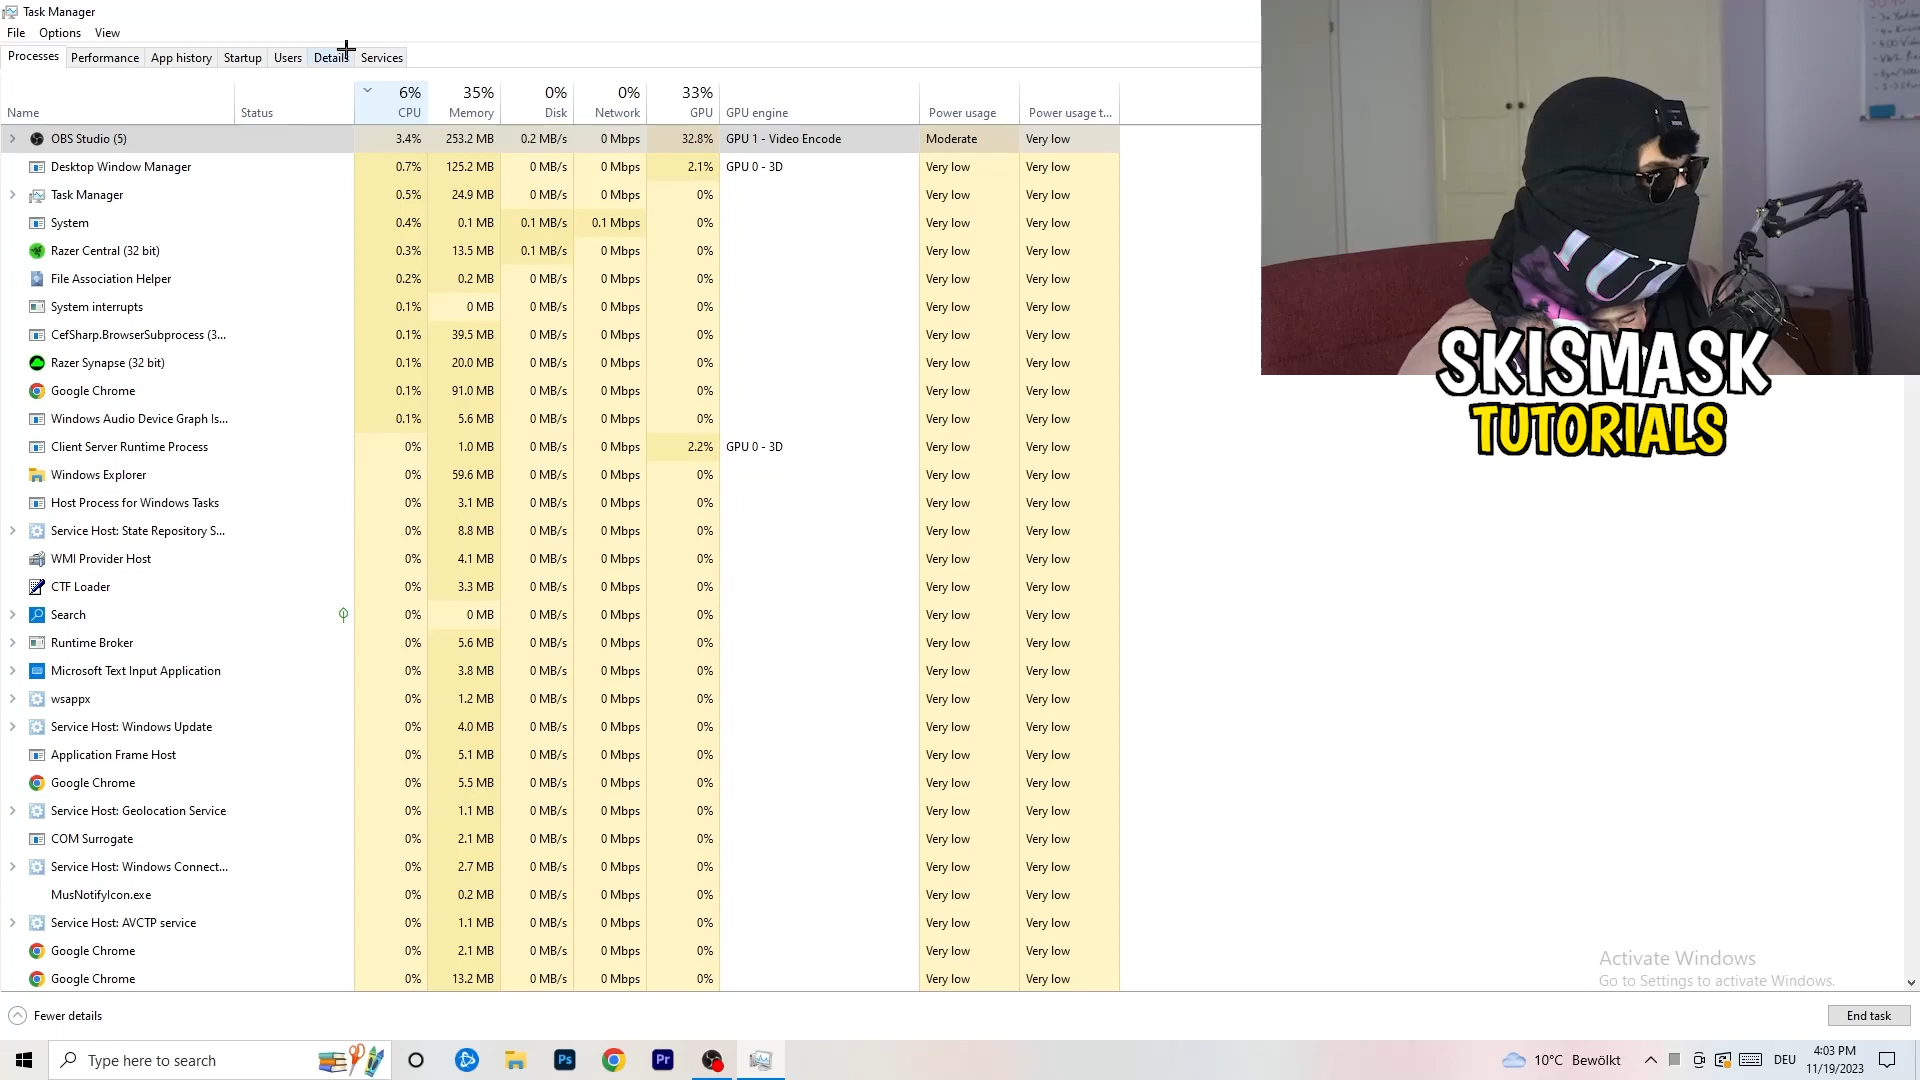 Task Manager
File Options View
Processes Performance App history Startup Users Details Services
6% 35% 0% 0% 33%
Name Status CPU Memory Disk Network GPU GPU engine Power usage Power usage t...
OBS Studio (5) 3.4% 253.2 MB 0.2 MB/s 0 Mbps 32.8% GPU 1 - Video Encode Moderate Very low
Desktop Window Manager 0.7% 125.2 MB 0 MB/s 0 Mbps 2.1% GPU 0 - 3D Very low Very low
Task Manager 0.5% 24.9 MB 0 MB/s 0 Mbps 0% Very low Very low
System 0.4% 0.1 MB 0.1 MB/s 0.1 Mbps 0% Very low Very low
Razer Central (32 bit) 0.3% 13.5 MB 0.1 MB/s 0 Mbps 0% Very low Very low
File Association Helper 0.2% 0.2 MB 0 MB/s 0 Mbps 0% Very low Very low
System interrupts 0.1% 0 MB 0 MB/s 0 Mbps 0% Very low Very low
CefSharp.BrowserSubprocess (3... 0.1% 39.5 MB 0 MB/s 0 Mbps 0% Very low Very low
Razer Synapse (32 bit) 0.1% 20.0 MB 0 MB/s 0 Mbps 0% Very low Very low
Google Chrome 0.1% 91.0 MB 0 MB/s 0 Mbps 0% Very low Very low
Windows Audio Device Graph Is... 0.1% 5.6 MB 0 MB/s 0 Mbps 0% Very low Very low
Client Server Runtime Process 0% 1.0 MB 0 MB/s 0 Mbps 2.2% GPU 0 - 3D Very low Very low
Windows Explorer 0% 59.6 MB 0 MB/s 0 Mbps 0% Very low Very low
Host Process for Windows Tasks 0% 3.1 MB 0 MB/s 0 Mbps 0% Very low Very low
Service Host: State Repository S... 0% 8.8 MB 0 MB/s 0 Mbps 0% Very low Very low
WMI Provider Host 0% 4.1 MB 0 MB/s 0 Mbps 0% Very low Very low
CTF Loader 0% 3.3 MB 0 MB/s 0 Mbps 0% Very low Very low
Search 0% 0 MB 0 MB/s 0 Mbps 0% Very low Very low
Runtime Broker 0% 5.6 MB 0 MB/s 0 Mbps 0% Very low Very low
Microsoft Text Input Application 0% 3.8 MB 0 MB/s 0 Mbps 0% Very low Very low
wsappx 0% 1.2 MB 0 MB/s 0 Mbps 0% Very low Very low
Service Host: Windows Update 0% 4.0 MB 0 MB/s 0 Mbps 0% Very low Very low
Application Frame Host 0% 5.1 MB 0 MB/s 0 Mbps 0% Very low Very low
Google Chrome 0% 5.5 MB 0 MB/s 0 Mbps 0% Very low Very low
Service Host: Geolocation Service 0% 1.1 MB 0 MB/s 0 Mbps 0% Very low Very low
COM Surrogate 0% 2.1 MB 0 MB/s 0 Mbps 0% Very low Very low
Service Host: Windows Connect... 0% 2.7 MB 0 MB/s 0 Mbps 0% Very low Very low
MusNotifyIcon.exe 0% 0.2 MB 0 MB/s 0 Mbps 0% Very low Very low
Service Host: AVCTP service 0% 1.1 MB 0 MB/s 0 Mbps 0% Very low Very low
Google Chrome 0% 2.1 MB 0 MB/s 0 Mbps 0% Very low Very low
Google Chrome 0% 13.2 MB 0 MB/s 0 Mbps 0% Very low Very low
SKISMASK
TUTORIALS
Activate Windows
Go to Settings to activate Windows.
Fewer details End task
Type here to search Ps Pr 10°C Bewölkt DEU 4:03 PM
11/19/2023